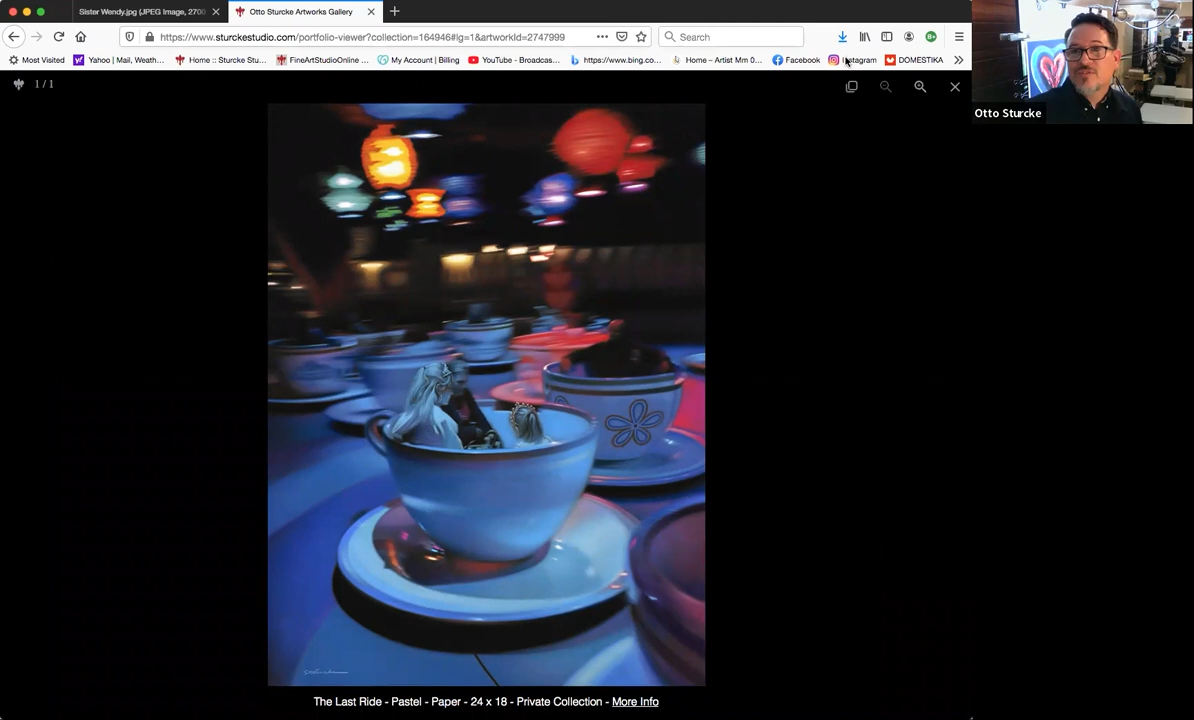 Sister Wendy.jpg (JPEG Image, 2700
Otto Sturcke Artworks Gallery
https://www.sturckestudio.com/portfolio-viewer?collection=164946#lg=1&artworkId=2747999
Search
Most Visited
Yahoo | Mail, Weath...
Home :: Sturcke Stu...
FineArtStudioOnline ...
My Account | Billing
YouTube - Broadcas...
https://www.bing.co...
Home – Artist Mm 0...
Facebook
Instagram
DOMESTIKA
1 / 1
Otto Sturcke
The Last Ride - Pastel - Paper - 24 x 18 - Private Collection - More Info